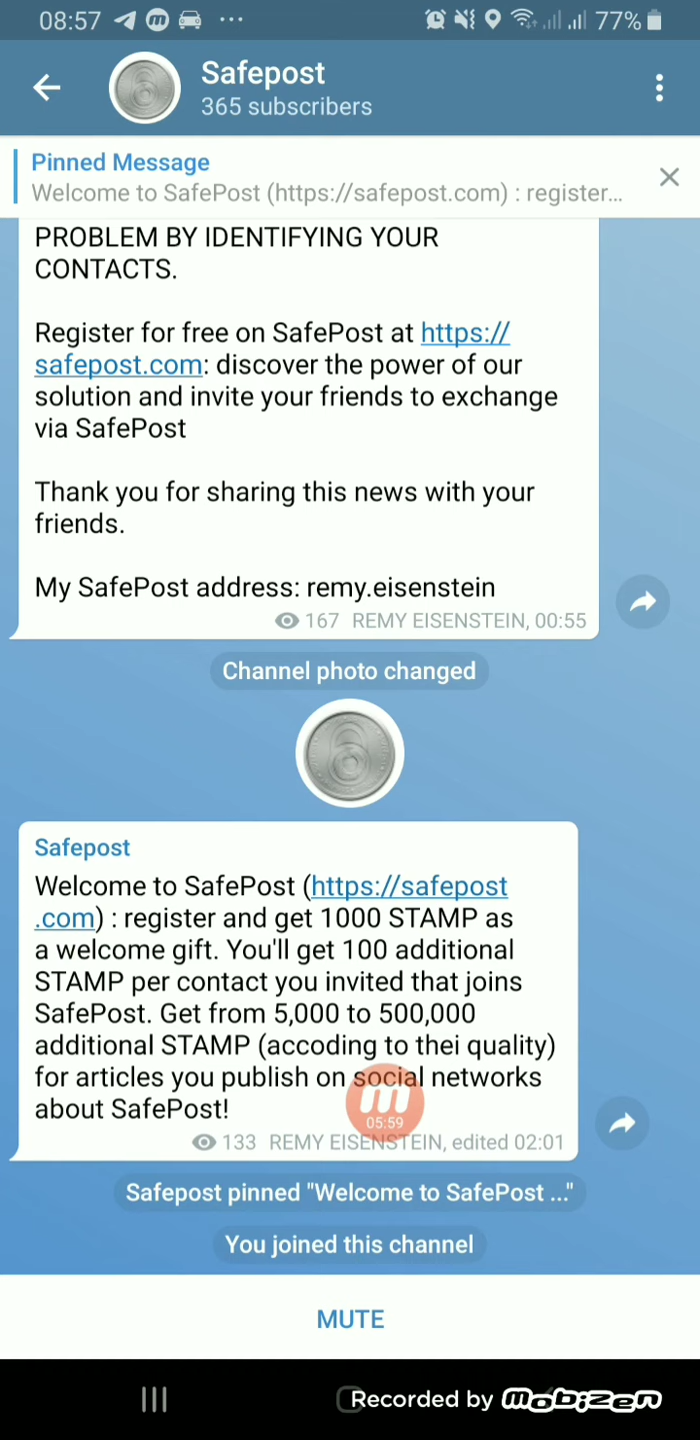 08:57 ... 77%
Safepost
365 subscribers
Pinned Message
Welcome to SafePost (https://safepost.com) : register...
PROBLEM BY IDENTIFYING YOUR
CONTACTS.
Register for free on SafePost at https://
safepost.com: discover the power of our
solution and invite your friends to exchange
via SafePost
Thank you for sharing this news with your
friends.
My SafePost address: remy.eisenstein
167 REMY EISENSTEIN, 00:55
Channel photo changed
Safepost
Welcome to SafePost (https://safepost
.com) : register and get 1000 STAMP as
a welcome gift. You'll get 100 additional
STAMP per contact you invited that joins
SafePost. Get from 5,000 to 500,000
additional STAMP (accoding to thei quality)
for articles you publish on social networks
about SafePost!
05:59
133 REMY EISENSTEIN, edited 02:01
Safepost pinned "Welcome to SafePost ..."
You joined this channel
MUTE
Recorded by mobizen